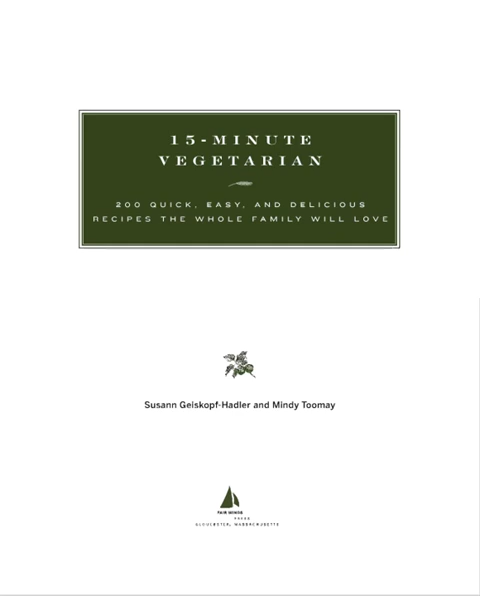 15-MINUTE
VEGETARIAN
200 QUICK, EASY, AND DELICIOUS
RECIPES THE WHOLE FAMILY WILL LOVE
Susann Geiskopf-Hadler and Mindy Toomay
FAIR WINDS
PRESS
GLOUCESTER, MASSACHUSETTS